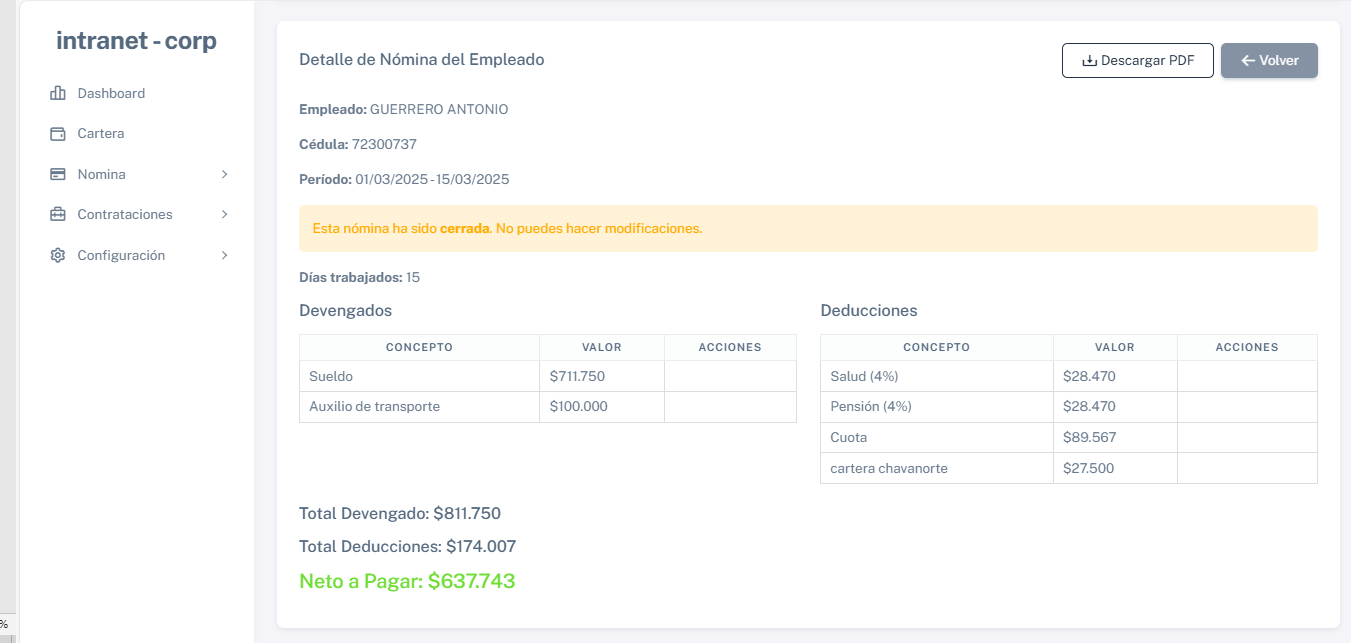 intranet - corp
Dashboard
Cartera
Nomina
Contrataciones
Configuración
Detalle de Nómina del Empleado
Descargar PDF
Volver
Empleado: GUERRERO ANTONIO
Cédula: 72300737
Período: 01/03/2025 - 15/03/2025
Esta nómina ha sido cerrada. No puedes hacer modificaciones.
Días trabajados: 15
Devengados
CONCEPTO VALOR ACCIONES
Sueldo $711.750
Auxilio de transporte $100.000
Deducciones
CONCEPTO VALOR ACCIONES
Salud (4%) $28.470
Pensión (4%) $28.470
Cuota $89.567
cartera chavanorte $27.500
Total Devengado: $811.750
Total Deducciones: $174.007
Neto a Pagar: $637.743
%